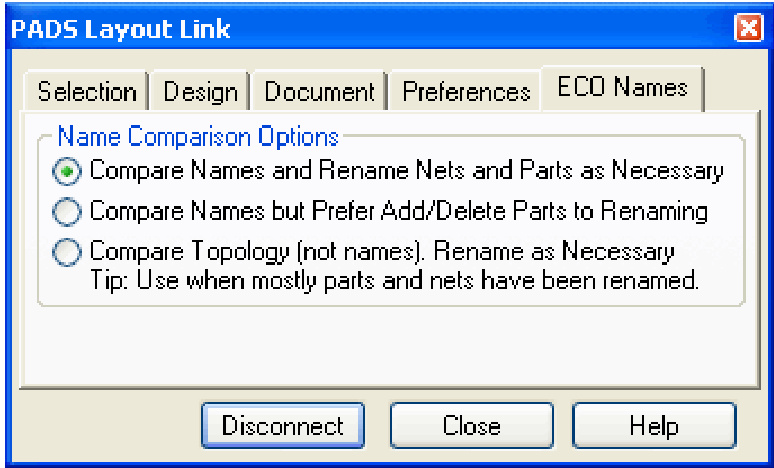 PADS Layout Link
Selection Design Document Preferences ECO Names
Name Comparison Options
Compare Names and Rename Nets and Parts as Necessary
Compare Names but Prefer Add/Delete Parts to Renaming
Compare Topology (not names). Rename as Necessary
Tip: Use when mostly parts and nets have been renamed.
Disconnect Close Help